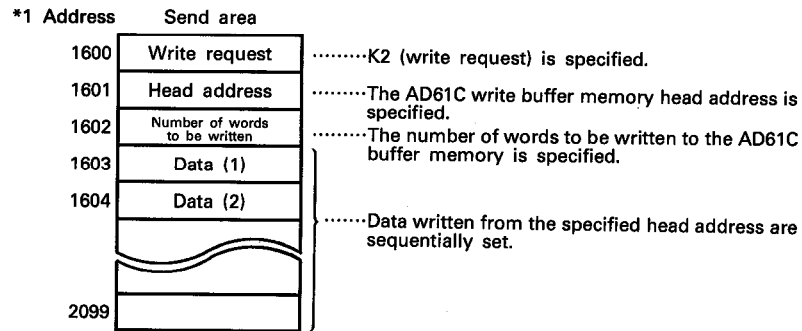 *1 Address Send area
1600 Write request ·········K2 (write request) is specified.
1601 Head address ·········The AD61C write buffer memory head address is
specified.
1602 Number of words
to be written ·········The number of words to be written to the AD61C
buffer memory is specified.
1603 Data (1)
1604 Data (2)
·······Data written from the specified head address are
sequentially set.
2099